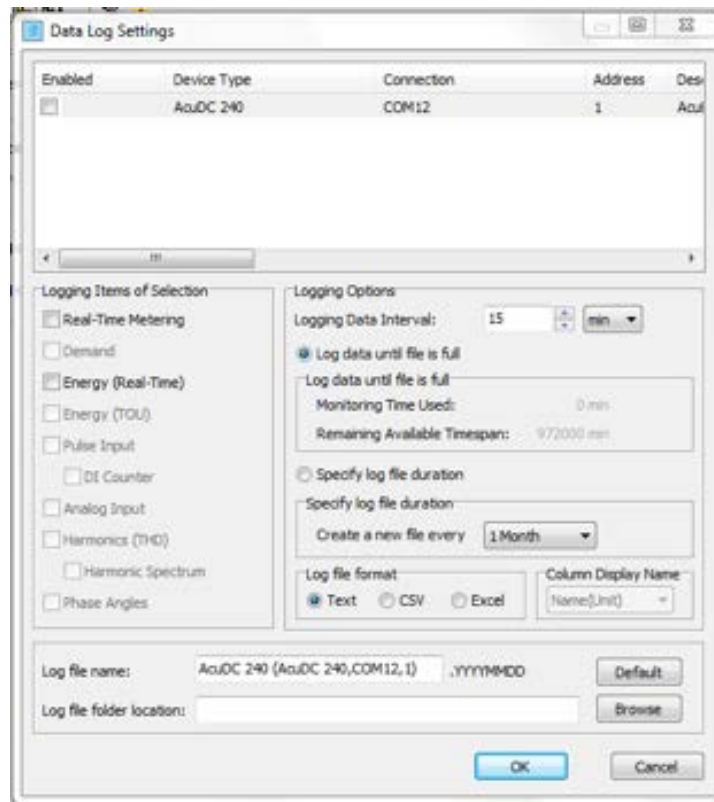 Data Log Settings
Enabled Device Type Connection Address Des
AcuDC 240 COM12 1 Acu
Logging Items of Selection
Real-Time Metering
Demand
Energy (Real-Time)
Energy (TOU)
Pulse Input
DI Counter
Analog Input
Harmonics (THD)
Harmonic Spectrum
Phase Angles
Logging Options
Logging Data Interval: 15 min
Log data until file is full
Log data until file is full
Monitoring Time Used: 0 min
Remaining Available Timespan: 972000 min
Specify log file duration
Specify log file duration
Create a new file every 1 Month
Log file format
Text CSV Excel
Column Display Name
Name(Unit)
Log file name: AcuDC 240 (AcuDC 240,COM12,1) .YYYYMMDD Default
Log file folder location: Browse
OK Cancel